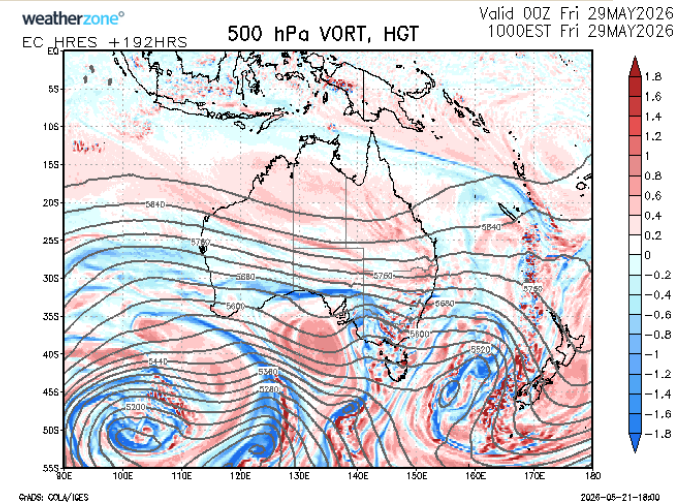 weatherzone°
Valid 00Z Fri 29MAY2026
EC HRES +192HRS
500 hPa VORT, HGT
1000EST Fri 29MAY2026
EQ
5S
10S
15S
20S
25S
30S
35S
40S
45S
50S
55S
90E 100E 110E 120E 130E 140E 150E 160E 170E 180
5840
5840
5760
5760
5760
5680
5680
5600
5600
5520
5440
5360
5280
5200
1.8
1.6
1.4
1.2
1
0.8
0.6
0.4
0.2
0
-0.2
-0.4
-0.6
-0.8
-1
-1.2
-1.4
-1.6
-1.8
GrADS: COLA/IGES
2026-05-21-18:00